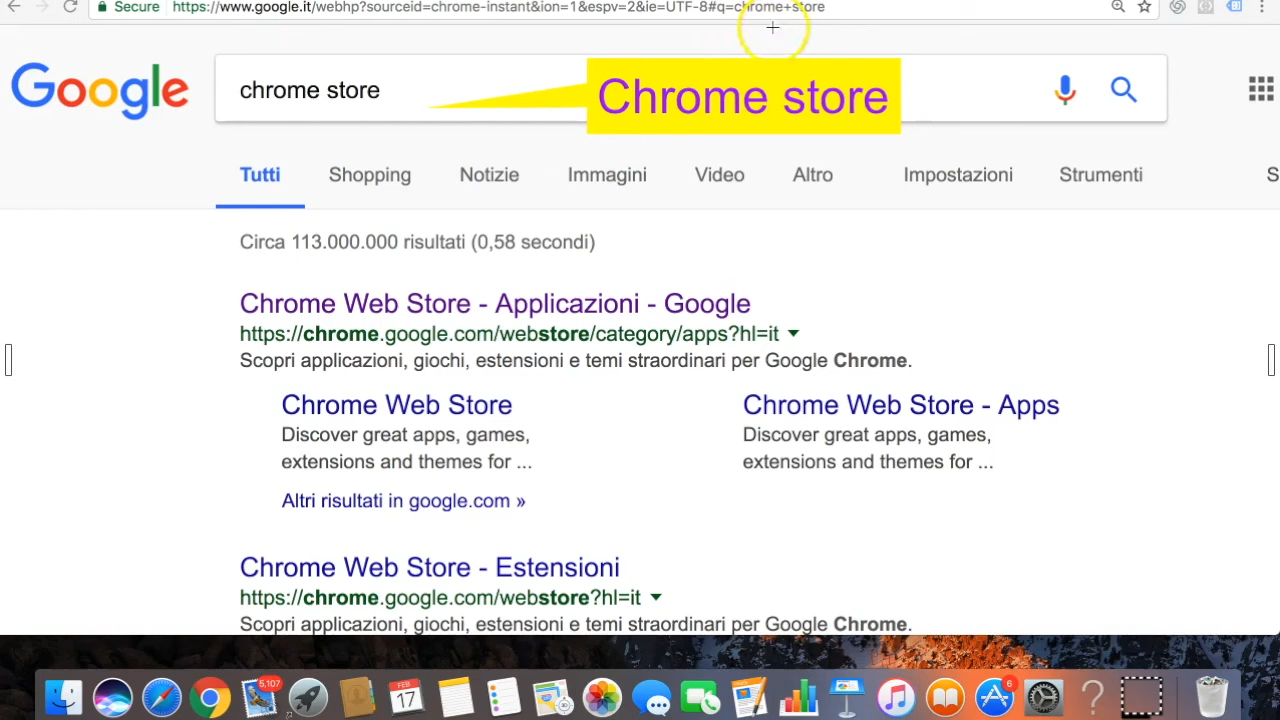 Secure https://www.google.it/webhp?sourceid=chrome-instant&ion=1&espv=2&ie=UTF-8#q=chrome+store
Google
chrome store
Chrome store
Tutti Shopping Notizie Immagini Video Altro Impostazioni Strumenti S
Circa 113.000.000 risultati (0,58 secondi)
Chrome Web Store - Applicazioni - Google
https://chrome.google.com/webstore/category/apps?hl=it
Scopri applicazioni, giochi, estensioni e temi straordinari per Google Chrome.
Chrome Web Store
Discover great apps, games,
extensions and themes for ...
Chrome Web Store - Apps
Discover great apps, games,
extensions and themes for ...
Altri risultati in google.com »
Chrome Web Store - Estensioni
https://chrome.google.com/webstore?hl=it
Scopri applicazioni, giochi, estensioni e temi straordinari per Google Chrome.
5,107
FEB
17
6